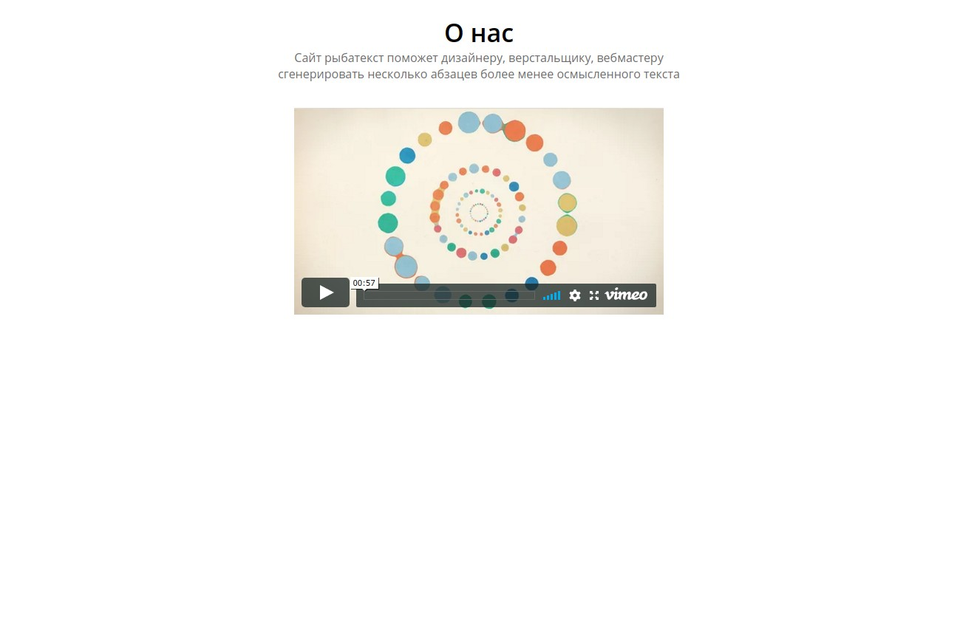 О нас
Сайт рыбатекст поможет дизайнеру, верстальщику, вебмастеру
сгенерировать несколько абзацев более менее осмысленного текста
00:57
vimeo